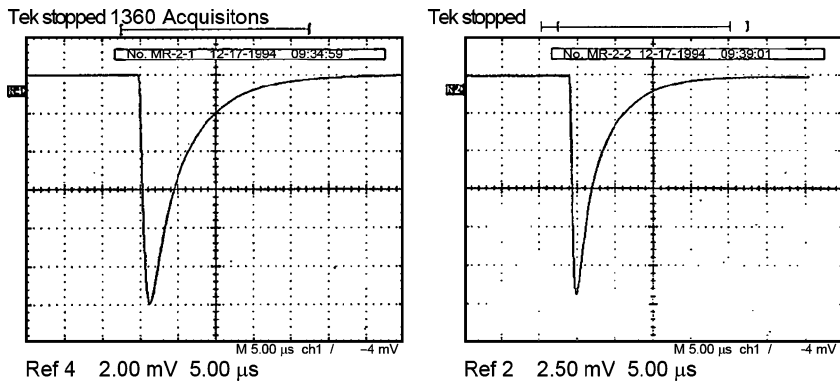 Tek stopped 1360 Acquisitons
No. MR-2-1 12-17-1994 09:34:59
M 5.00 μs ch1 / -4 mV
Ref 4 2.00 mV 5.00 μs
Tek stopped
No. MR-2-2 12-17-1994 09:39:01
M 5.00 μs ch1 / -4 mV
Ref 2 2.50 mV 5.00 μs